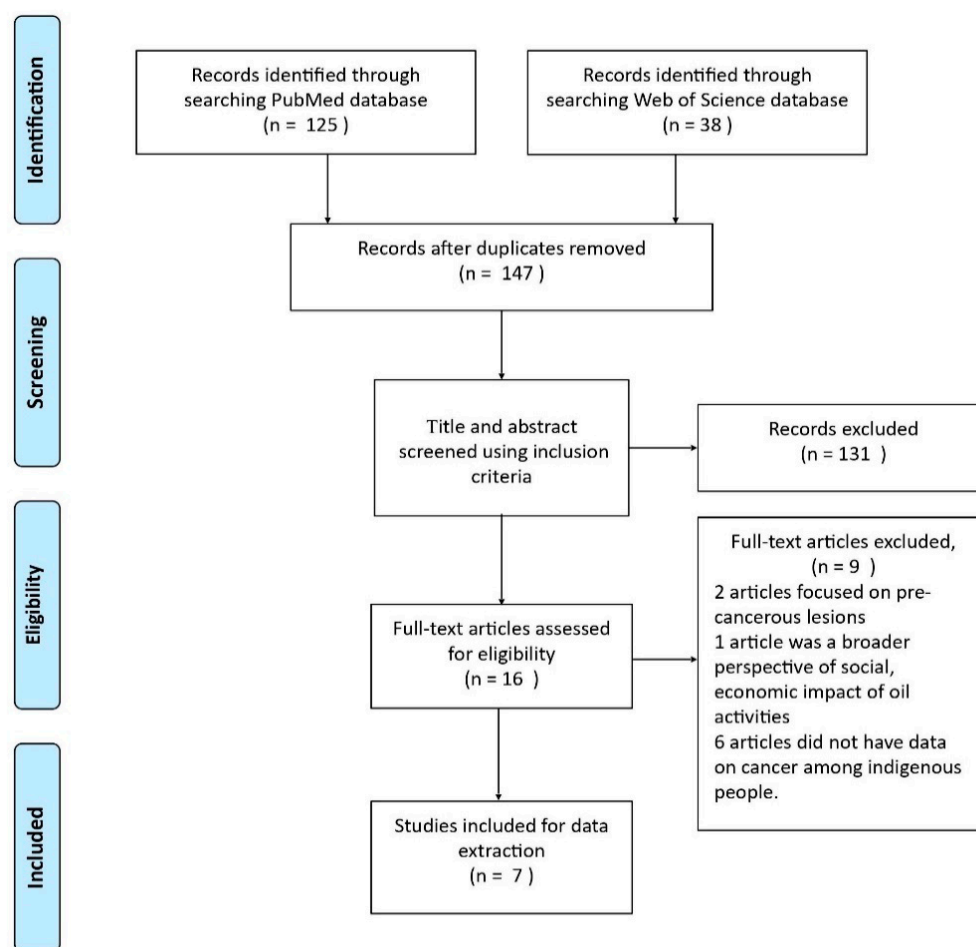 Identification
Records identified through
searching PubMed database
(n = 125 )
Records identified through
searching Web of Science database
(n = 38 )
Records after duplicates removed
(n = 147 )
Screening
Title and abstract
screened using inclusion
criteria
Records excluded
(n = 131 )
Eligibility
Full-text articles assessed
for eligibility
(n = 16 )
Full-text articles excluded,
(n = 9 )
2 articles focused on pre-
cancerous lesions
1 article was a broader
perspective of social,
economic impact of oil
activities
6 articles did not have data
on cancer among indigenous
people.
Included
Studies included for data
extraction
(n = 7 )